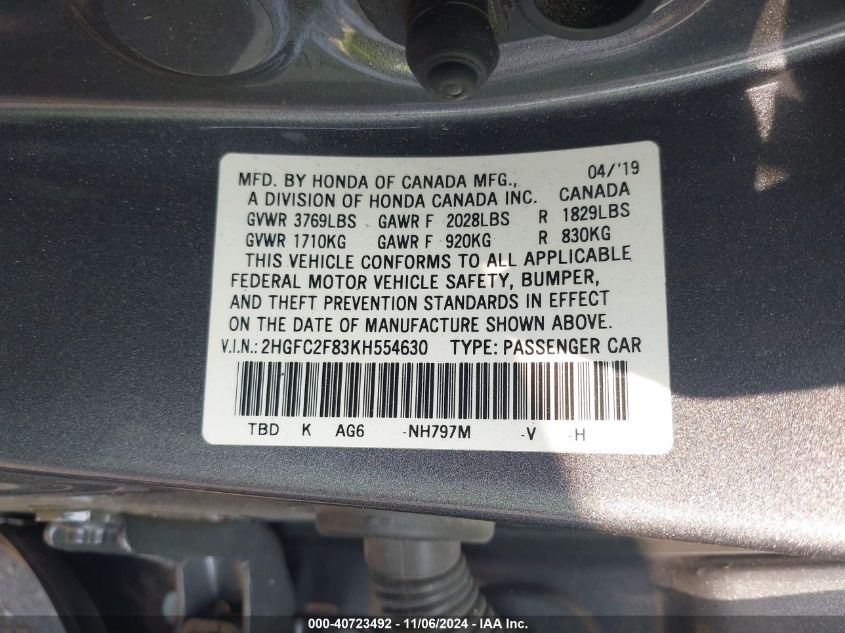 MFD. BY HONDA OF CANADA MFG., 04/'19
A DIVISION OF HONDA CANADA INC. CANADA
GVWR 3769LBS GAWR F 2028LBS R 1829LBS
GVWR 1710KG GAWR F 920KG R 830KG
THIS VEHICLE CONFORMS TO ALL APPLICABLE
FEDERAL MOTOR VEHICLE SAFETY, BUMPER,
AND THEFT PREVENTION STANDARDS IN EFFECT
ON THE DATE OF MANUFACTURE SHOWN ABOVE.
V.I.N.: 2HGFC2F83KH554630 TYPE: PASSENGER CAR
TBD K AG6 -NH797M -V -H
000-40723492 - 11/06/2024 - IAA Inc.